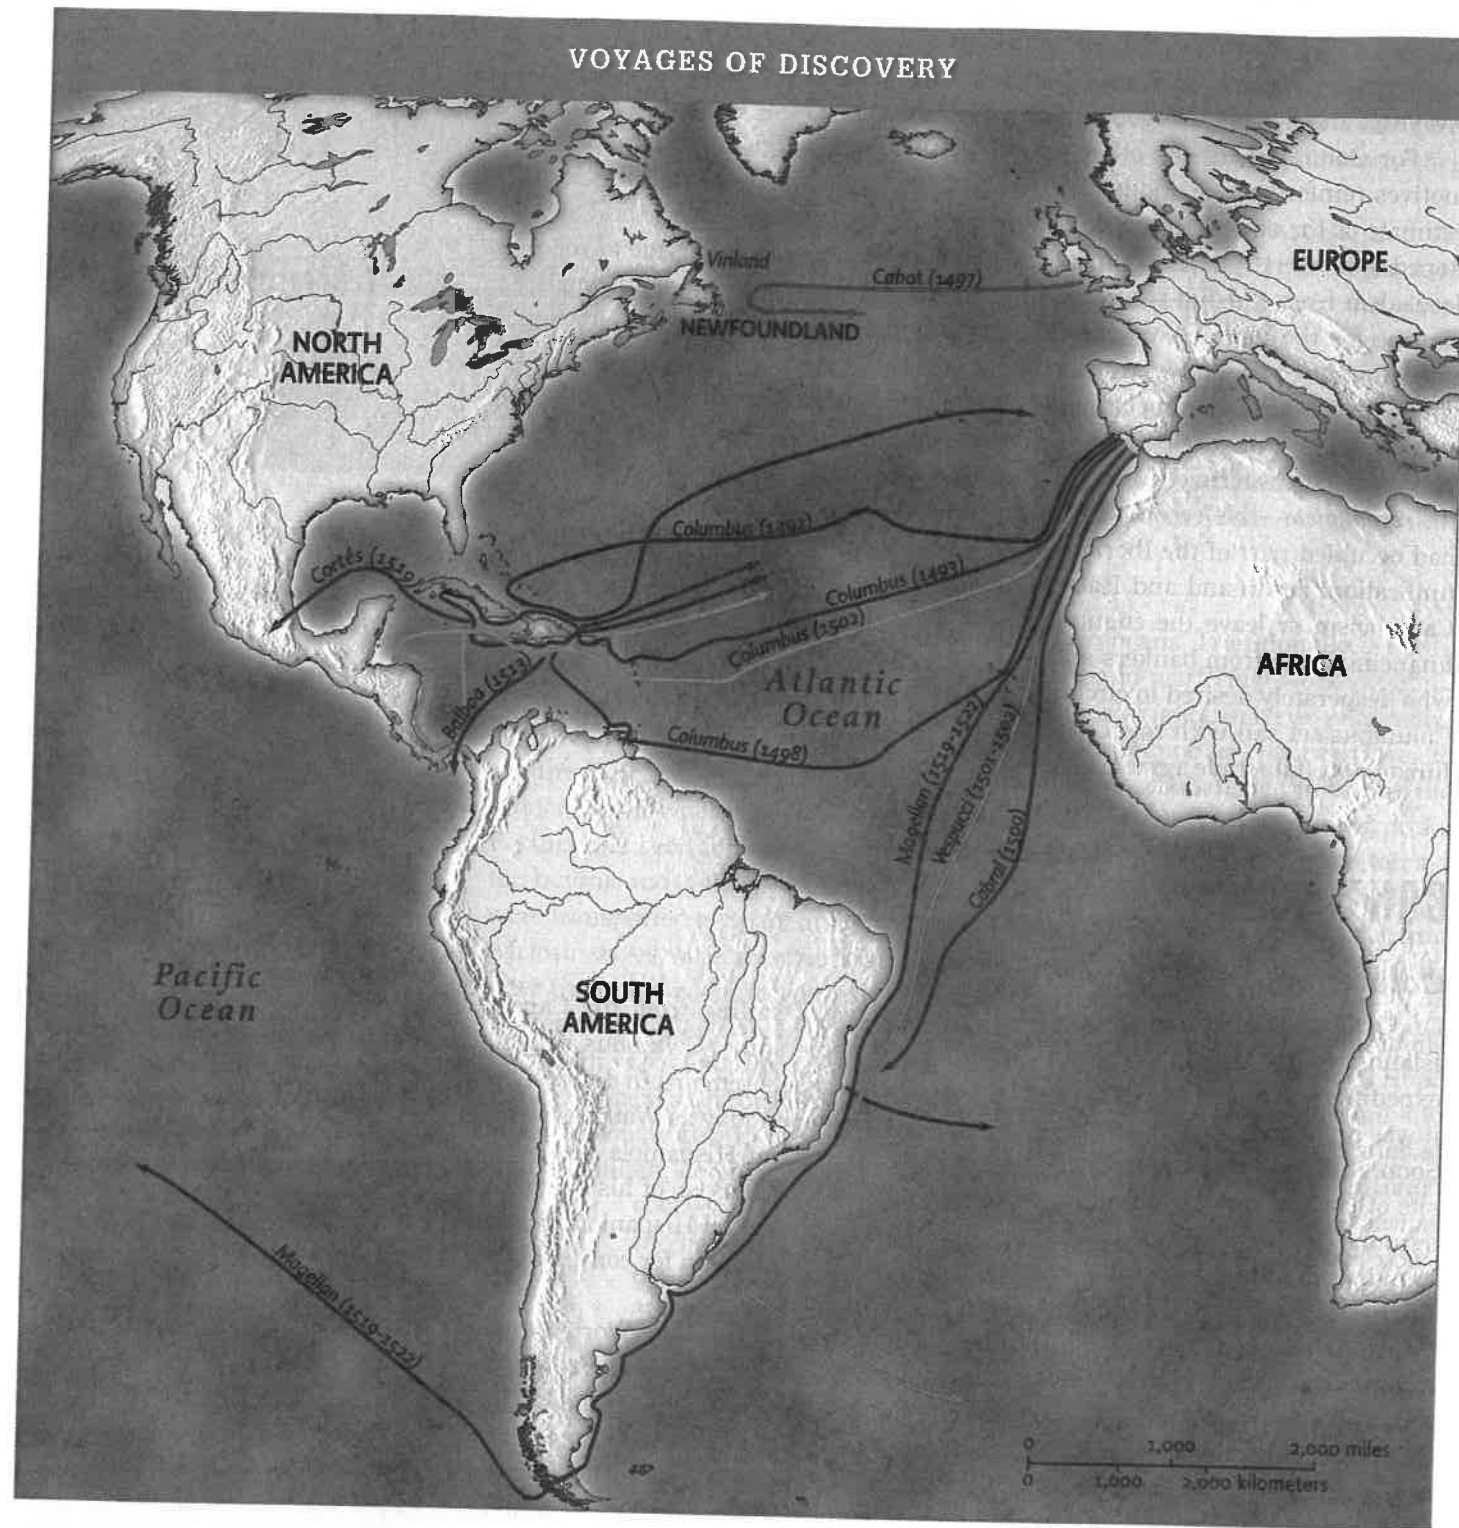 VOYAGES OF DISCOVERY
EUROPE
Vinland
Cabot (1497)
NEWFOUNDLAND
NORTH
AMERICA
Columbus (1492)
Cortés (1519)
Columbus (1493)
Columbus (1502)
AFRICA
Atlantic
Ocean
Balboa (1513)
Columbus (1498)
Magellan (1519-1522)
Vespucci (1501-1502)
Cabral (1500)
Pacific
Ocean
SOUTH
AMERICA
Magellan (1519-1522)
0 1,000 2,000 miles
0 1,000 2,000 kilometers